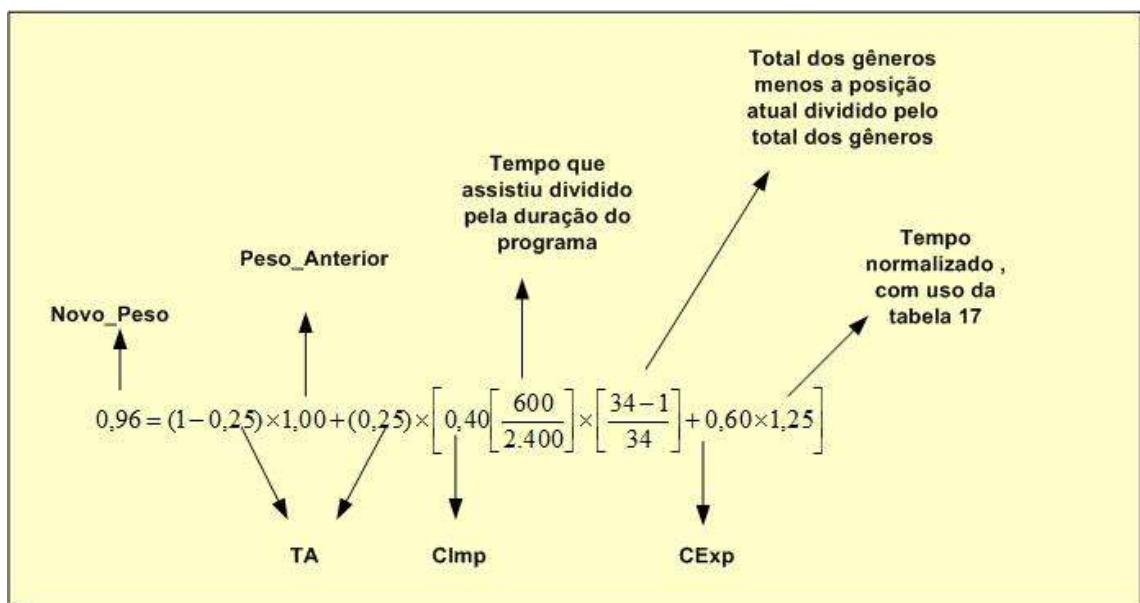 Total dos gêneros
menos a posição
atual dividido pelo
total dos gêneros
Tempo que
assistiu dividido
pela duração do
programa
Tempo
normalizado ,
com uso da
tabela 17
Peso_Anterior
Novo_Peso
0,96 = (1−0,25)×1,00+(0,25)×[0,40[600/2.400]×[34−1/34]+0,60×1,25]
TA
CImp
CExp